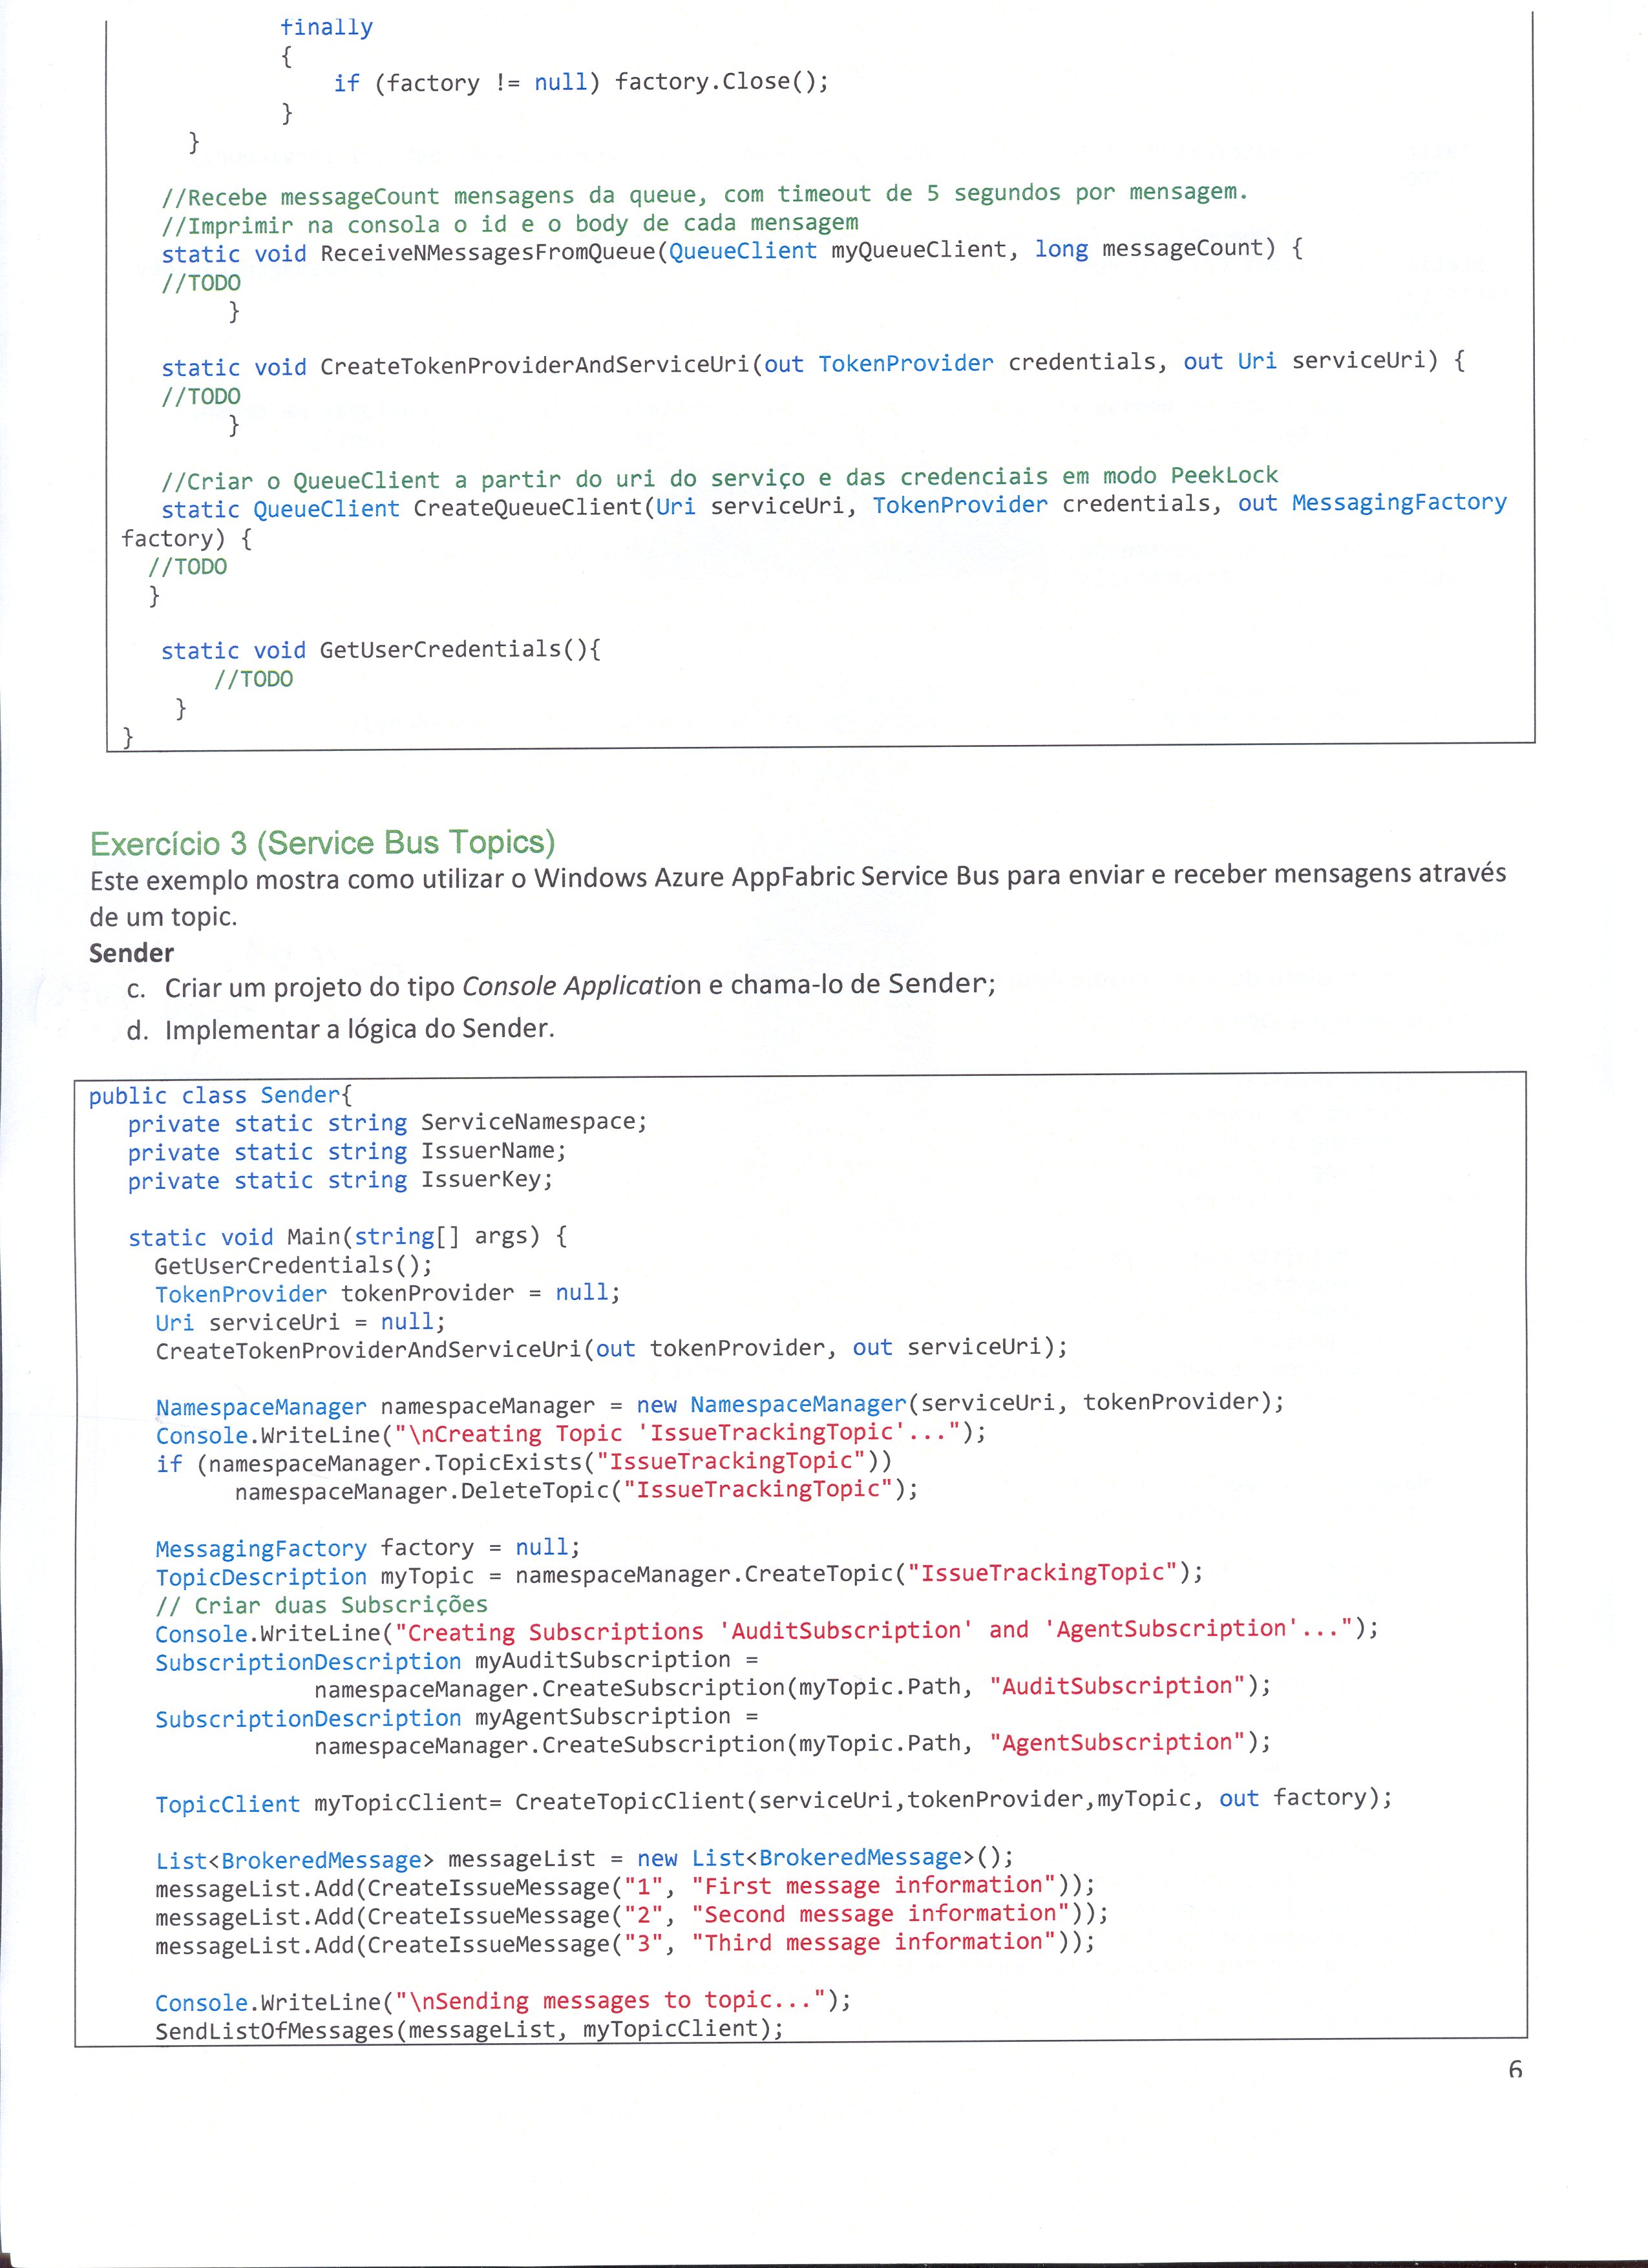 finally
{
if (factory != null) factory.Close();
}
}
//Recebe messageCount mensagens da queue, com timeout de 5 segundos por mensagem.
//Imprimir na consola o id e o body de cada mensagem
static void ReceiveNMessagesFromQueue(QueueClient myQueueClient, long messageCount) {
//TODO
}
static void CreateTokenProviderAndServiceUri(out TokenProvider credentials, out Uri serviceUri) {
//TODO
}
//Criar o QueueClient a partir do uri do serviço e das credenciais em modo PeekLock
static QueueClient CreateQueueClient(Uri serviceUri, TokenProvider credentials, out MessagingFactory
factory) {
//TODO
}
static void GetUserCredentials(){
//TODO
}
}
Exercício 3 (Service Bus Topics)
Este exemplo mostra como utilizar o Windows Azure AppFabric Service Bus para enviar e receber mensagens através
de um topic.
Sender
c. Criar um projeto do tipo Console Application e chama-lo de Sender;
d. Implementar a lógica do Sender.
public class Sender{
private static string ServiceNamespace;
private static string IssuerName;
private static string IssuerKey;
static void Main(string[] args) {
GetUserCredentials();
TokenProvider tokenProvider = null;
Uri serviceUri = null;
CreateTokenProviderAndServiceUri(out tokenProvider, out serviceUri);
NamespaceManager namespaceManager = new NamespaceManager(serviceUri, tokenProvider);
Console.WriteLine("\nCreating Topic 'IssueTrackingTopic'...");
if (namespaceManager.TopicExists("IssueTrackingTopic"))
namespaceManager.DeleteTopic("IssueTrackingTopic");
MessagingFactory factory = null;
TopicDescription myTopic = namespaceManager.CreateTopic("IssueTrackingTopic");
// Criar duas Subscrições
Console.WriteLine("Creating Subscriptions 'AuditSubscription' and 'AgentSubscription'...");
SubscriptionDescription myAuditSubscription =
namespaceManager.CreateSubscription(myTopic.Path, "AuditSubscription");
SubscriptionDescription myAgentSubscription =
namespaceManager.CreateSubscription(myTopic.Path, "AgentSubscription");
TopicClient myTopicClient= CreateTopicClient(serviceUri,tokenProvider,myTopic, out factory);
List<BrokeredMessage> messageList = new List<BrokeredMessage>();
messageList.Add(CreateIssueMessage("1", "First message information"));
messageList.Add(CreateIssueMessage("2", "Second message information"));
messageList.Add(CreateIssueMessage("3", "Third message information"));
Console.WriteLine("\nSending messages to topic...");
SendListOfMessages(messageList, myTopicClient);
6